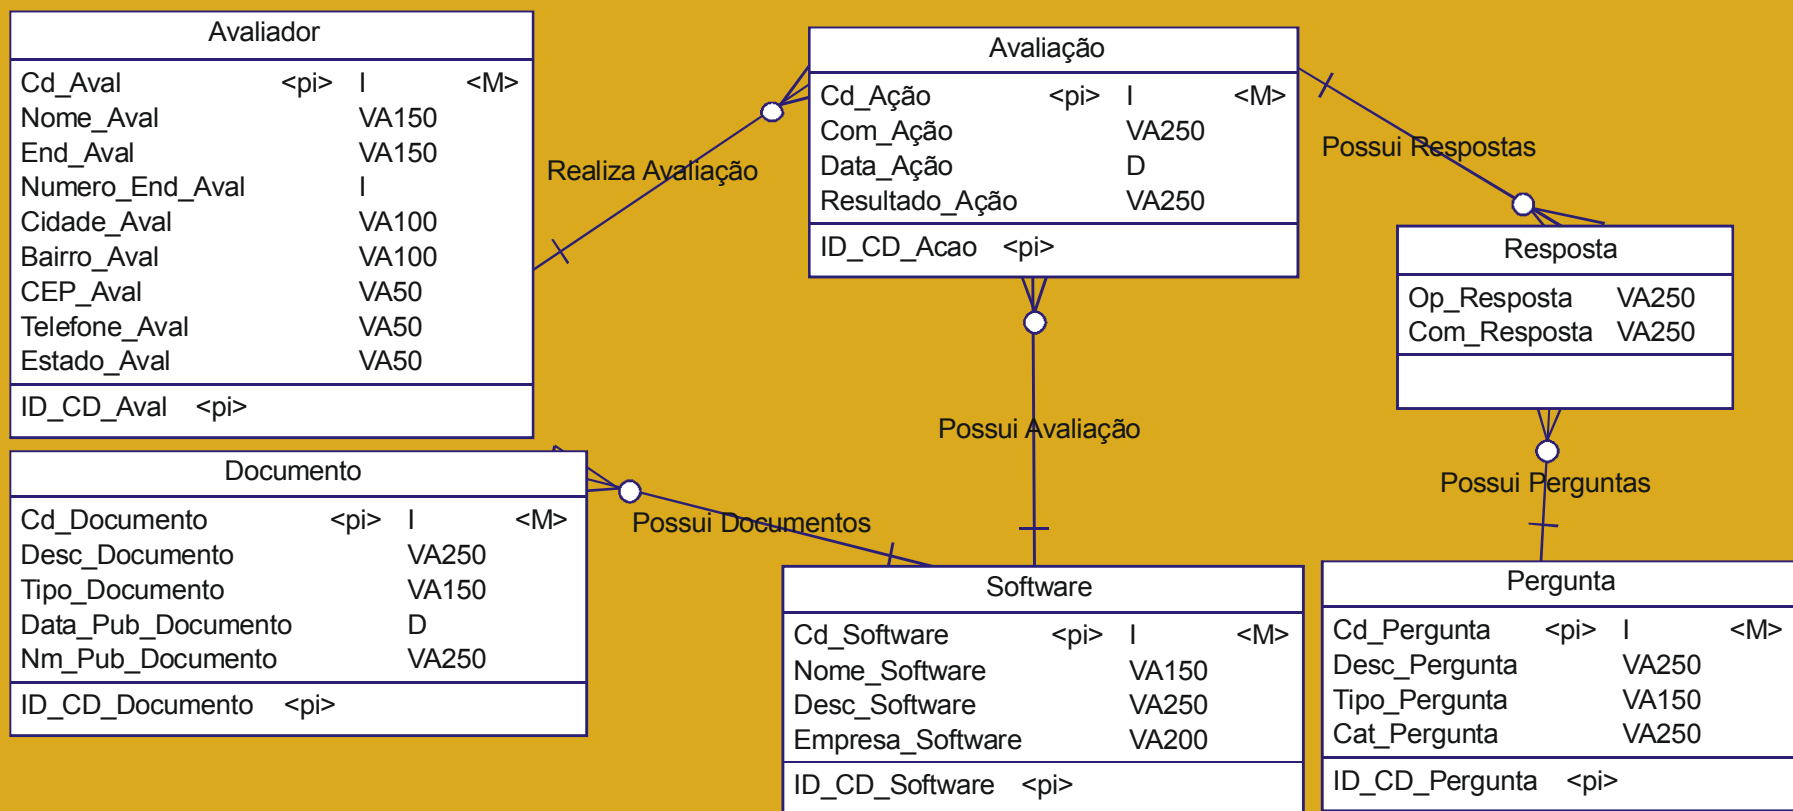 Avaliador
Cd_Aval <pi> I <M>
Nome_Aval VA150
End_Aval VA150
Numero_End_Aval I
Cidade_Aval VA100
Bairro_Aval VA100
CEP_Aval VA50
Telefone_Aval VA50
Estado_Aval VA50
ID_CD_Aval <pi>
Realiza Avaliação
Avaliação
Cd_Ação <pi> I <M>
Com_Ação VA250
Data_Ação D
Resultado_Ação VA250
ID_CD_Acao <pi>
Possui Respostas
Resposta
Op_Resposta VA250
Com_Resposta VA250
Possui Avaliação
Possui Perguntas
Documento
Cd_Documento <pi> I <M>
Desc_Documento VA250
Tipo_Documento VA150
Data_Pub_Documento D
Nm_Pub_Documento VA250
ID_CD_Documento <pi>
Possui Documentos
Software
Cd_Software <pi> I <M>
Nome_Software VA150
Desc_Software VA250
Empresa_Software VA200
ID_CD_Software <pi>
Pergunta
Cd_Pergunta <pi> I <M>
Desc_Pergunta VA250
Tipo_Pergunta VA150
Cat_Pergunta VA250
ID_CD_Pergunta <pi>